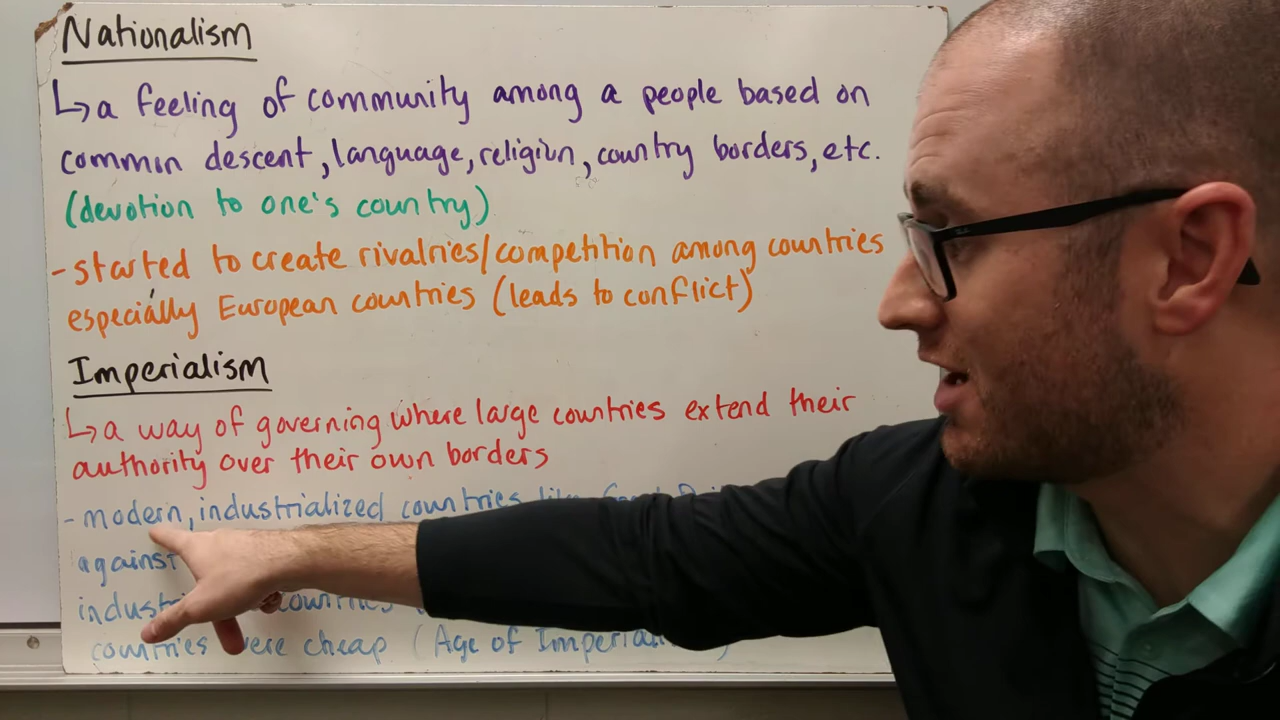 Nationalism
↳a feeling of community among a people based on
common descent, language, religion, country borders, etc.
(devotion to one's country)
-started to create rivalries/competition among countries
especially European countries (leads to conflict)
Imperialism
↳a way of governing where large countries extend their
authority over their own borders
-modern, industrialized countries
against
countries
countries were cheap (Age of